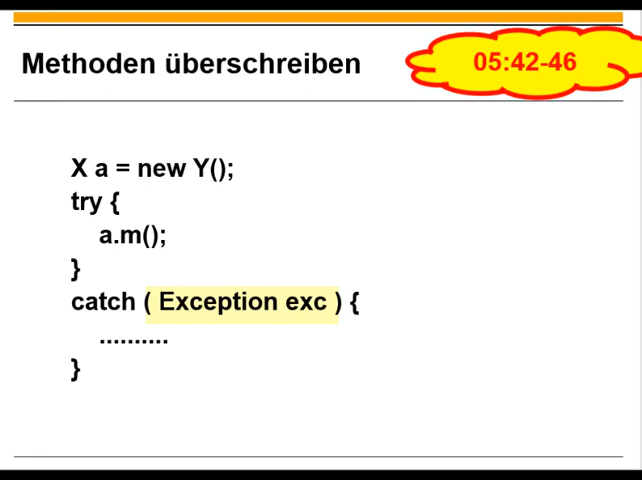 Methoden überschreiben
05:42-46
X a = new Y();
try {
a.m();
}
catch ( Exception exc ) {
..........
}